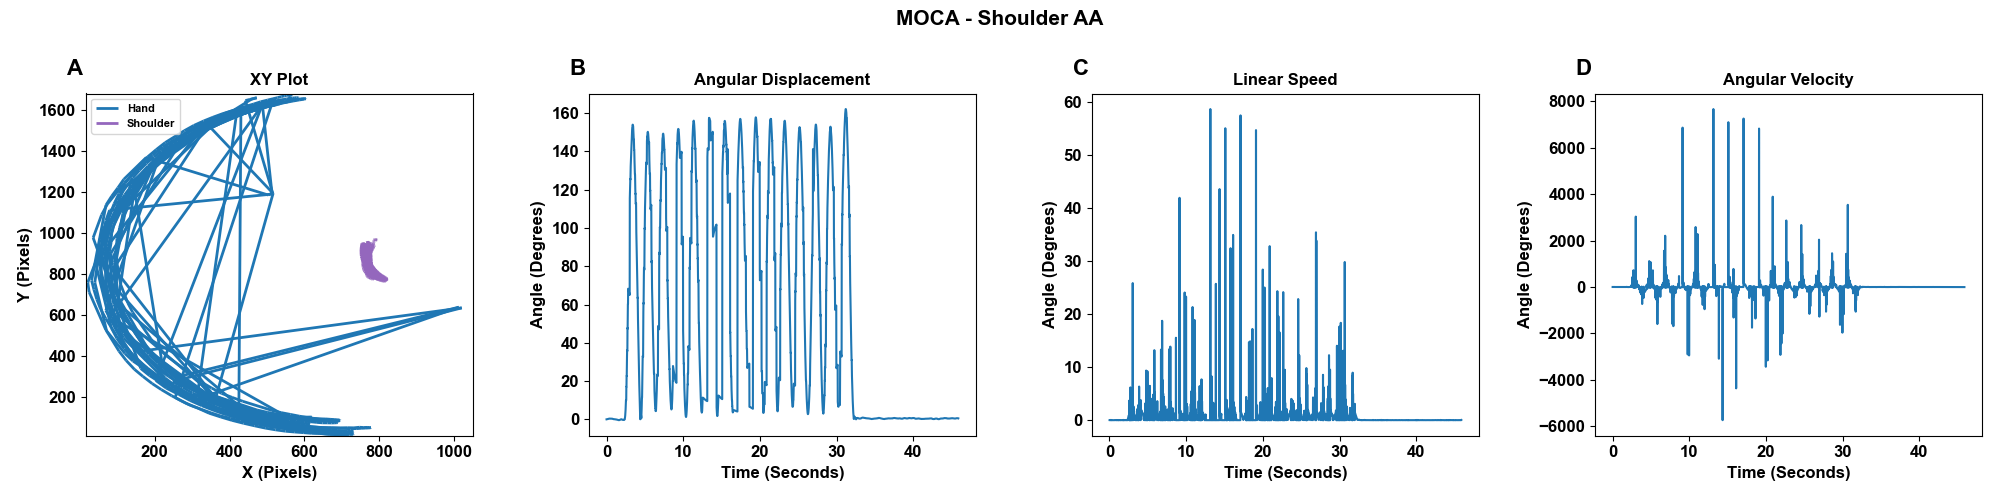 MOCA - Shoulder AA
A
XY Plot
Hand
Shoulder
1600
1400
1200
1000
800
600
400
200
Y (Pixels)
200
400
600
800
1000
X (Pixels)
B
Angular Displacement
160
140
120
100
80
60
40
20
0
Angle (Degrees)
0
10
20
30
40
Time (Seconds)
C
Linear Speed
60
50
40
30
20
10
0
Angle (Degrees)
0
10
20
30
40
Time (Seconds)
D
Angular Velocity
8000
6000
4000
2000
0
−2000
−4000
−6000
Angle (Degrees)
0
10
20
30
40
Time (Seconds)